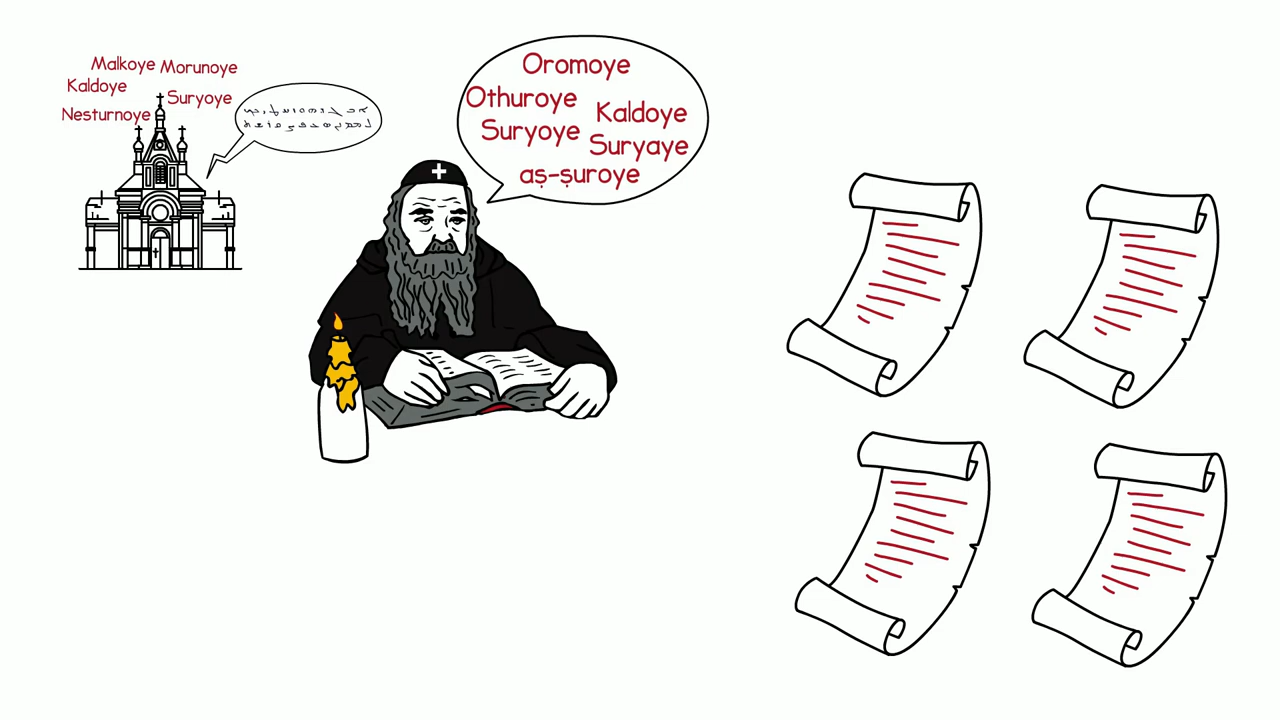 Malkoye Morunoye
Kaldoye
Suryoye
Nesturnoye
Oromoye
Othuroye Kaldoye
Suryoye Suryaye
aṣ-ṣuroye